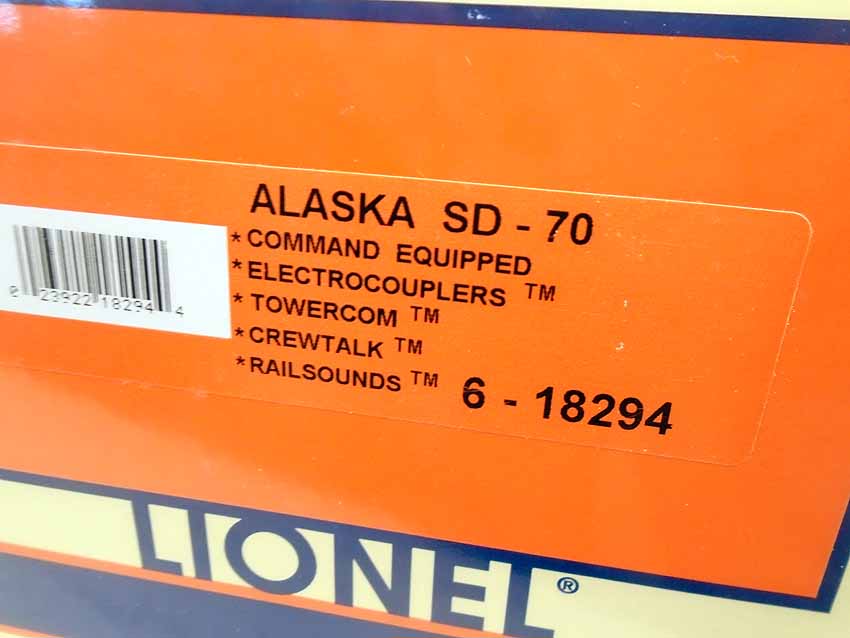 ALASKA SD - 70
*COMMAND EQUIPPED
*ELECTROCOUPLERS ™
* TOWERCOM ™
*CREWTALK ™
*RAILSOUNDS ™ 6 - 18294
0 23922 18294 4
LIONEL®